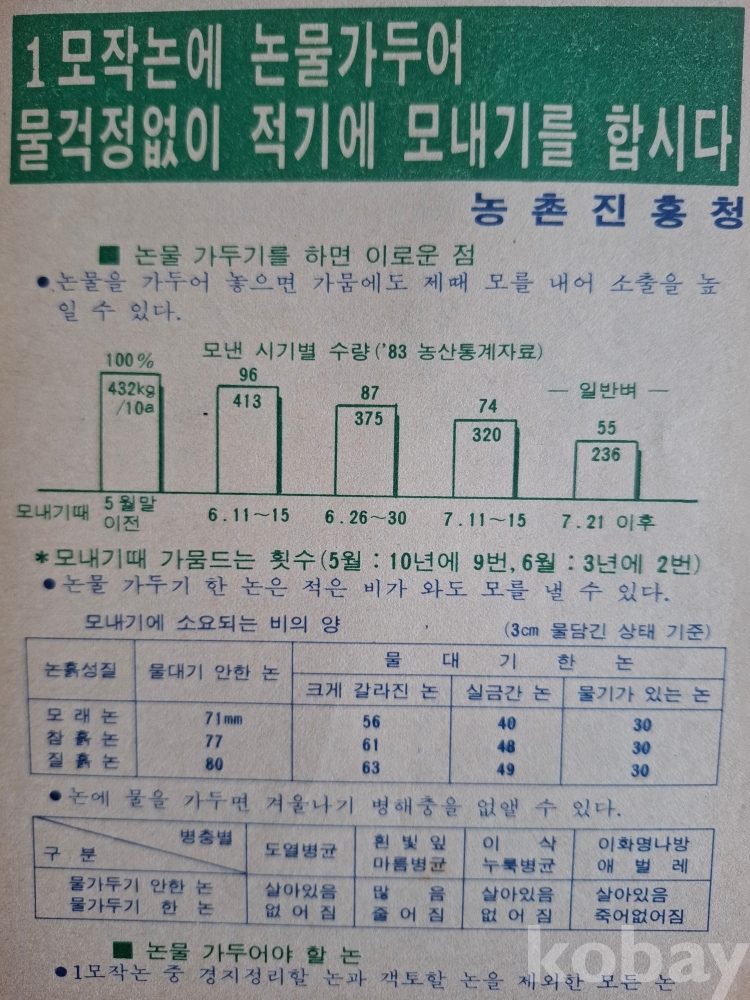 1모작논에 논물가두어
물걱정없이 적기에 모내기를 합시다
농촌진흥청
■ 논물 가두기를 하면 이로운 점
● 논물을 가두어 놓으면 가뭄에도 제때 모를 내어 소출을 높
일 수 있다.
모낸 시기별 수량('83 농산통계자료)
100% 96 87 74 55
— 일반벼 —
432kg/10a 413 375 320 236
모내기때 5월말 이전 6.11~15 6.26~30 7.11~15 7.21 이후
*모내기때 가뭄드는 횟수(5월 : 10년에 9번, 6월 : 3년에 2번)
● 논물 가두기 한 논은 적은 비가 와도 모를 낼 수 있다.
모내기에 소요되는 비의 양 (3cm 물담긴 상태 기준)
논흙성질 물대기 안한 논 물 대 기 한 논
크게 갈라진 논 실금간 논 물기가 있는 논
모래논 71mm 56 40 30
참흙논 77 61 48 30
질흙논 80 63 49 30
● 논에 물을 가두면 겨울나기 병해충을 없앨 수 있다.
구분 병충별 도열병균 흰빛잎마름병균 이삭누룩병균 이화명나방애벌레
물가두기 안한 논 살아있음 많음 살아있음 살아있음
물가두기 한 논 없어짐 줄어짐 없어짐 죽어없어짐
■ 논물 가두어야 할 논
● 1모작논 중 경지정리할 논과 객토할 논을 제외한 모든 논
kobay